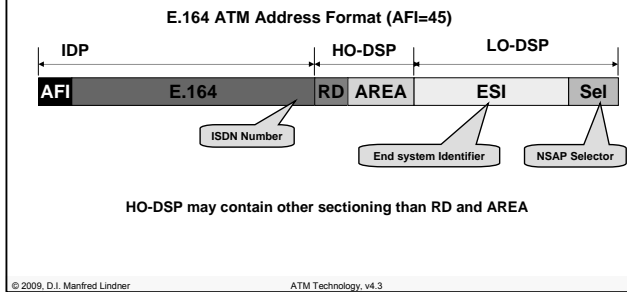 E.164 ATM Address Format (AFI=45)
IDP HO-DSP LO-DSP
AFI E.164 RD AREA ESI Sel
ISDN Number
End system Identifier NSAP Selector
HO-DSP may contain other sectioning than RD and AREA
© 2009, D.I. Manfred Lindner ATM Technology, v4.3